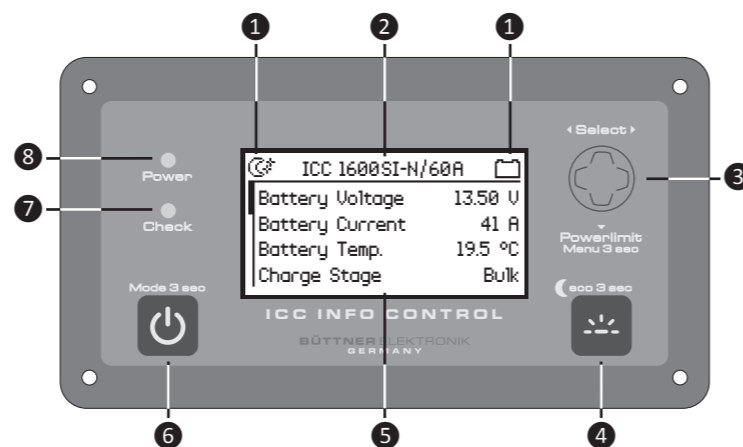 1 2 1
8 7 3
Power
Check
Mode 3 sec
ICC 1600SI-N/60A
Battery Voltage 13.50 V
Battery Current 41 A
Battery Temp. 19.5 °C
Charge Stage Bulk
Select
Powerlimit
Menu 3 sec
eco 3 sec
ICC INFO CONTROL
BÜTTNER ELEKTRONIK
GERMANY
6 5 4